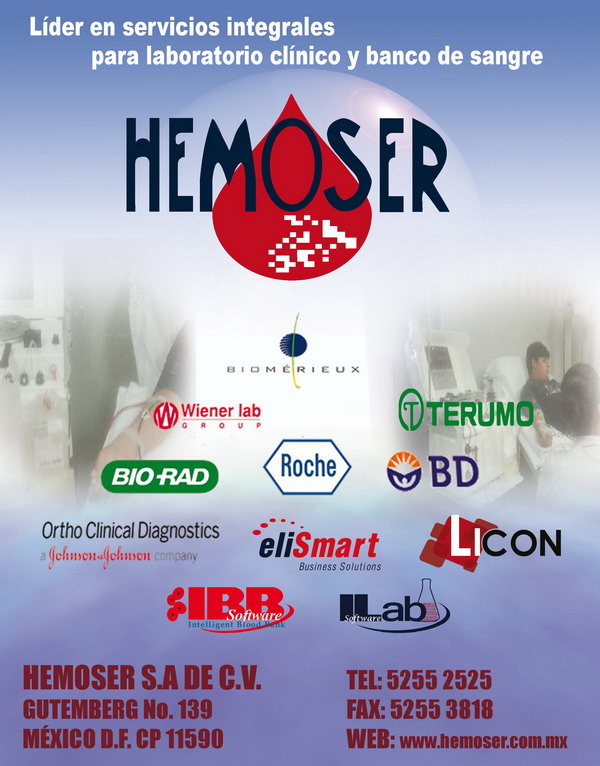 Líder en servicios integrales
para laboratorio clínico y banco de sangre
HEMOSER
BIOMÉRIEUX
Wiener lab
GROUP
TERUMO
BIO-RAD
Roche
BD
Ortho Clinical Diagnostics
a Johnson & Johnson company
eliSmart
Business Solutions
LICON
IBB
Software
Intelligent Blood Bank
ILab
Software
HEMOSER S.A DE C.V.
GUTEMBERG No. 139
MÉXICO D.F. CP 11590
TEL: 5255 2525
FAX: 5255 3818
WEB: www.hemoser.com.mx